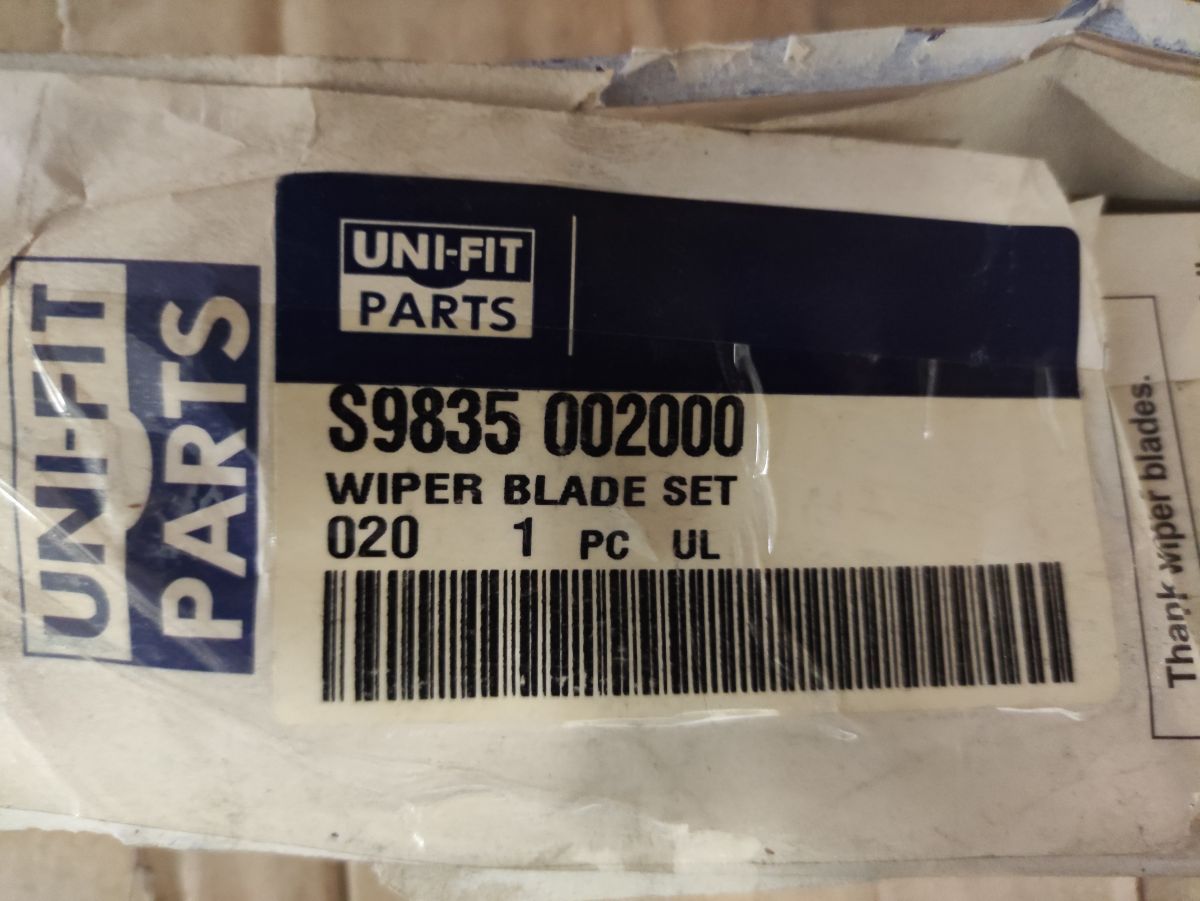 UNI-FIT
PARTS
UNI-FIT
PARTS
S9835 002000
WIPER BLADE SET
020 1 PC UL
Thank wiper blades.